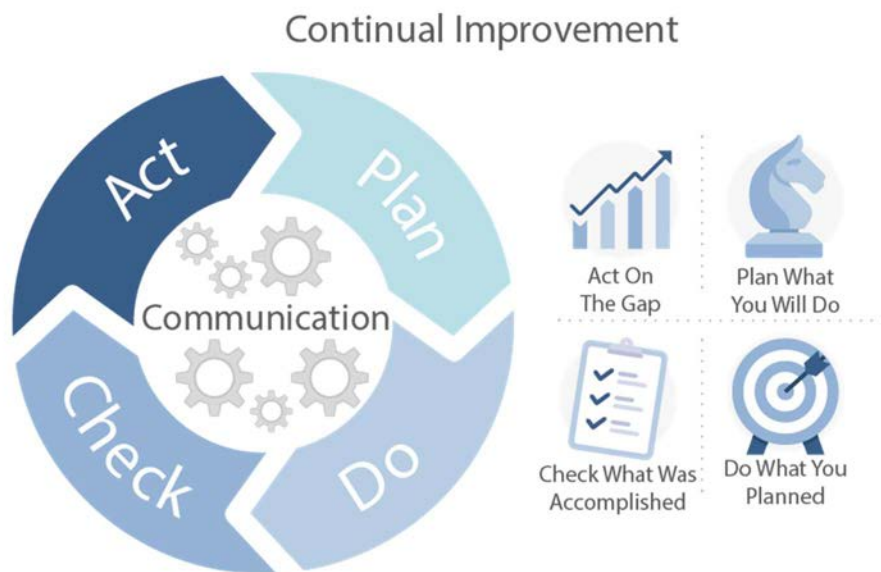 Continual Improvement
Act
Plan
Communication
Check
Do
Act On
The Gap
Plan What
You Will Do
Check What Was
Accomplished
Do What You
Planned